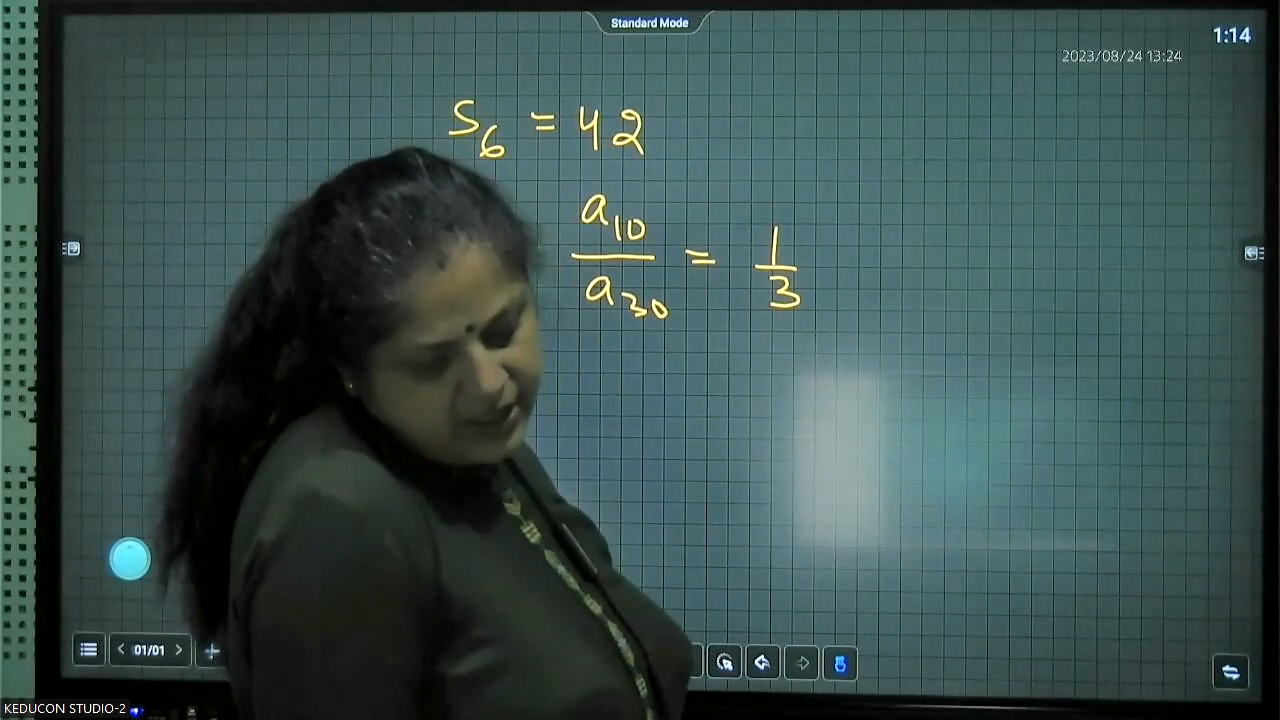 Standard Mode
1:14
2023/08/24 13:24
S₆ = 42
a₁₀/a₃₀ = 1/3
01/01
KEDUCON STUDIO-2